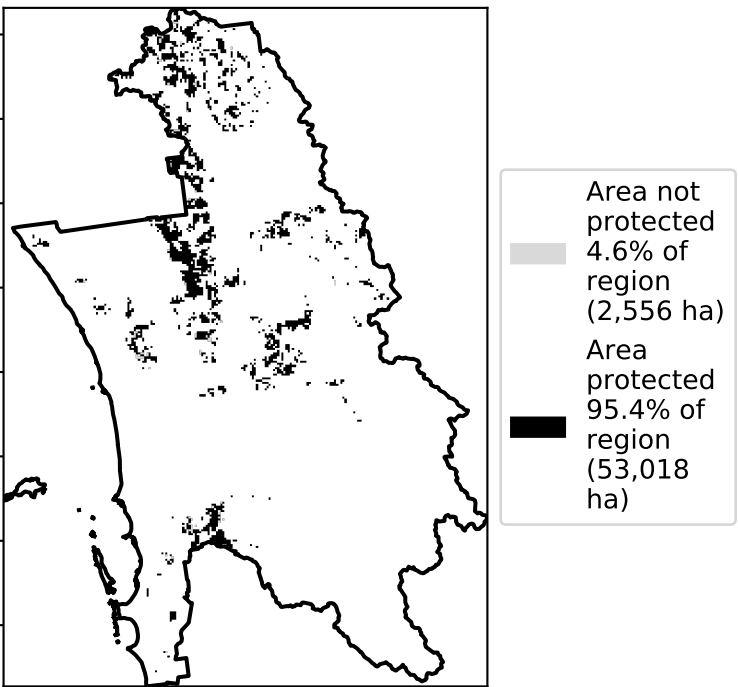 Area not
protected
4.6% of
region
(2,556 ha)
Area
protected
95.4% of
region
(53,018
ha)